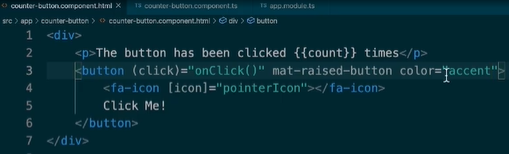 counter-button.component.html counter-button.component.ts app.module.ts
src > app > counter-button > counter-button.component.html > div > button
1 <div>
2 <p>The button has been clicked {{count}} times</p>
3 <button (click)="onClick()" mat-raised-button color="accent">
4 <fa-icon [icon]="pointerIcon"></fa-icon>
5 Click Me!
6 </button>
7 </div>